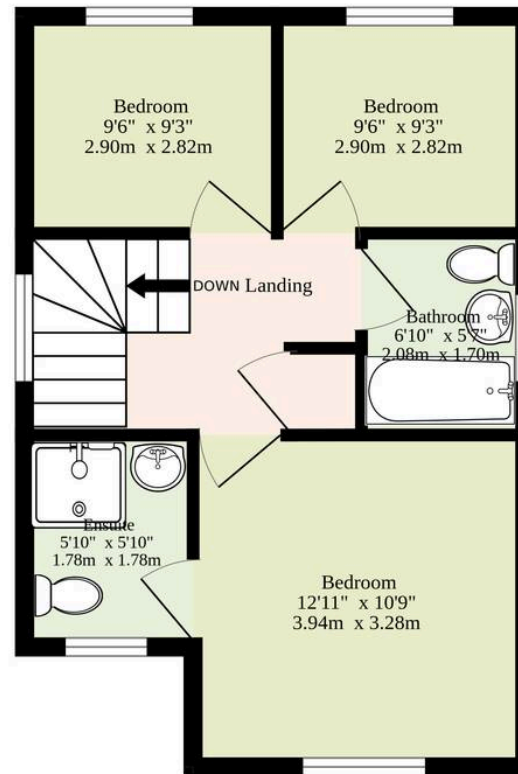 Bedroom
9'6" x 9'3"
2.90m x 2.82m
Bedroom
9'6" x 9'3"
2.90m x 2.82m
DOWN Landing
Bathroom
6'10" x 5'7"
2.08m x 1.70m
Ensuite
5'10" x 5'10"
1.78m x 1.78m
Bedroom
12'11" x 10'9"
3.94m x 3.28m